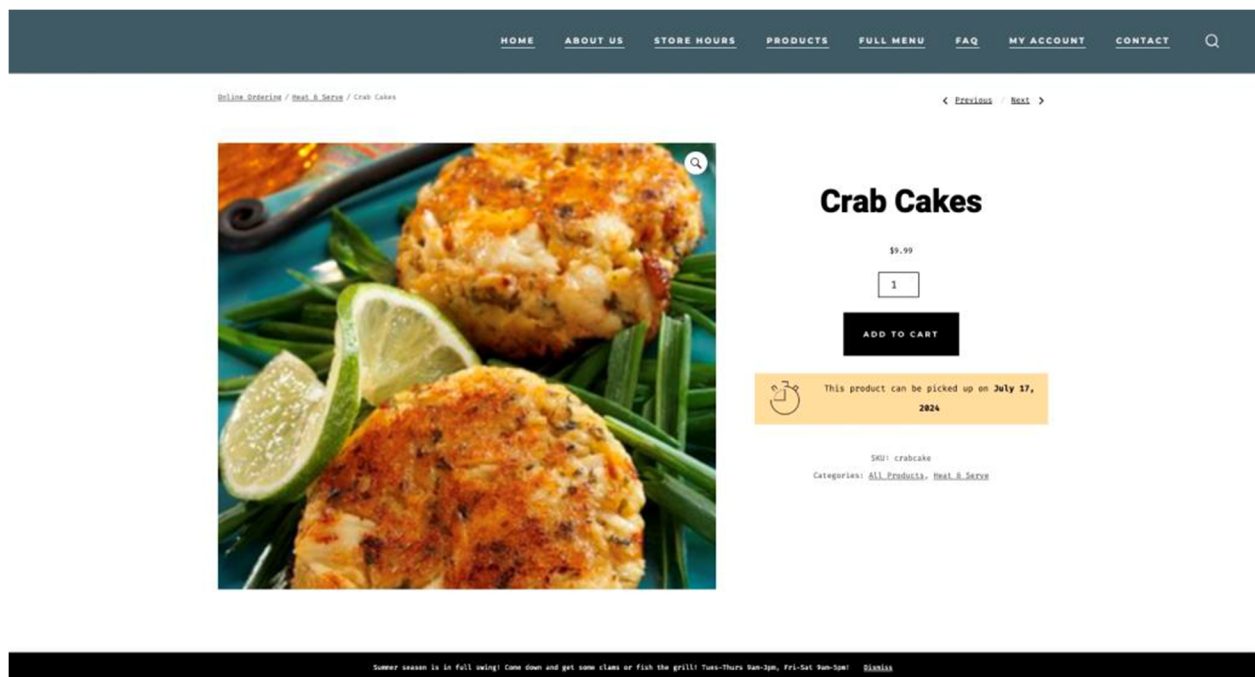 HOME ABOUT US STORE HOURS PRODUCTS FULL MENU FAQ MY ACCOUNT CONTACT
Online Ordering / Heat & Serve / Crab Cakes
Previous / Next
Crab Cakes
$9.99
1
ADD TO CART
This product can be picked up on July 17,
2024
SKU: crabcake
Categories: All Products, Heat & Serve
Summer season is in full swing! Come down and get some clams or fish the grill! Tues-Thurs 9am-3pm, Fri-Sat 9am-5pm! Dismiss